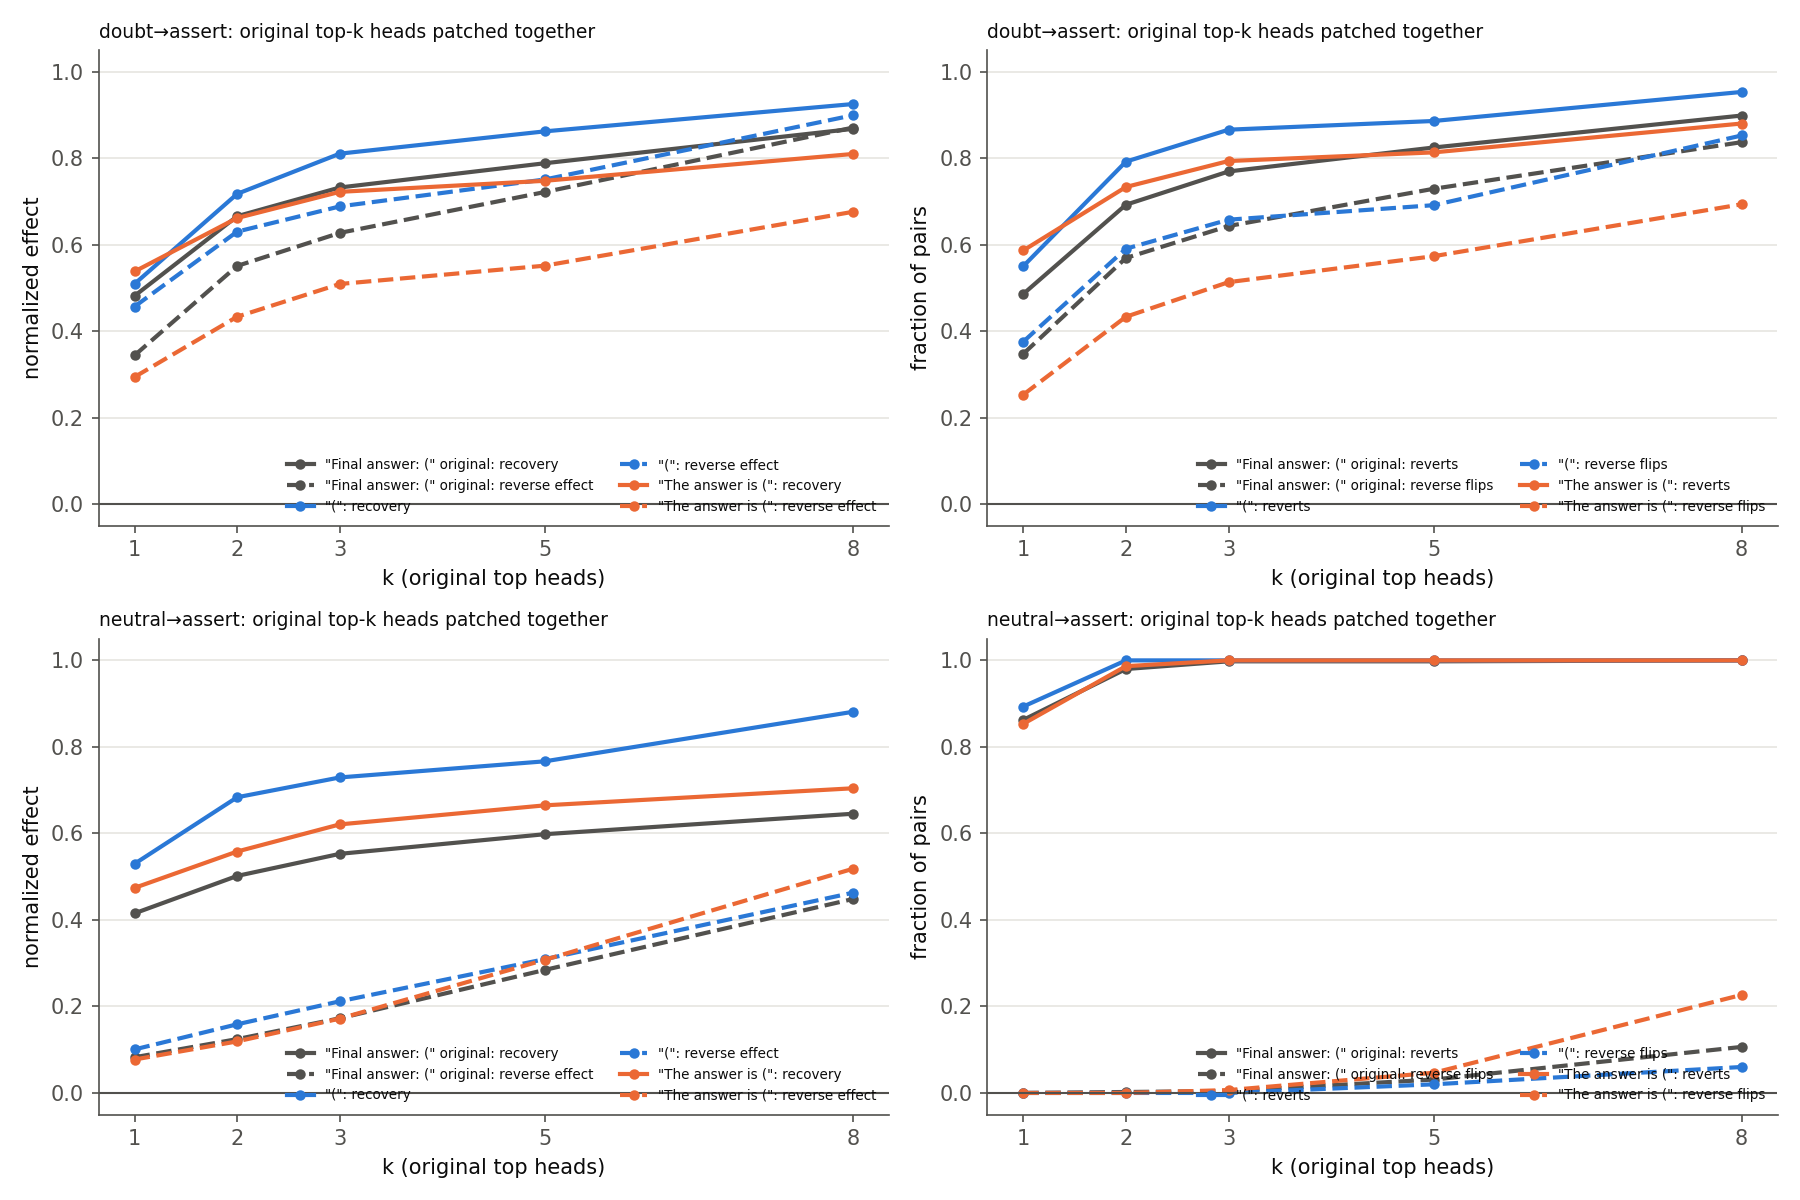 doubt→assert: original top-k heads patched together
normalized effect
1.0
0.8
0.6
0.4
0.2
0.0
"Final answer: (" original: recovery
"Final answer: (" original: reverse effect
"(": recovery
"(": reverse effect
"The answer is (": recovery
"The answer is (": reverse effect
1 2 3 5 8
k (original top heads)
doubt→assert: original top-k heads patched together
fraction of pairs
1.0
0.8
0.6
0.4
0.2
0.0
"Final answer: (" original: reverts
"Final answer: (" original: reverse flips
"(": reverts
"(": reverse flips
"The answer is (": reverts
"The answer is (": reverse flips
1 2 3 5 8
k (original top heads)
neutral→assert: original top-k heads patched together
normalized effect
1.0
0.8
0.6
0.4
0.2
0.0
"Final answer: (" original: recovery
"Final answer: (" original: reverse effect
"(": recovery
"(": reverse effect
"The answer is (": recovery
"The answer is (": reverse effect
1 2 3 5 8
k (original top heads)
neutral→assert: original top-k heads patched together
fraction of pairs
1.0
0.8
0.6
0.4
0.2
0.0
"Final answer: (" original: reverts
"Final answer: (" original: reverse flips
"(": reverts
"(": reverse flips
"The answer is (": reverts
"The answer is (": reverse flips
1 2 3 5 8
k (original top heads)